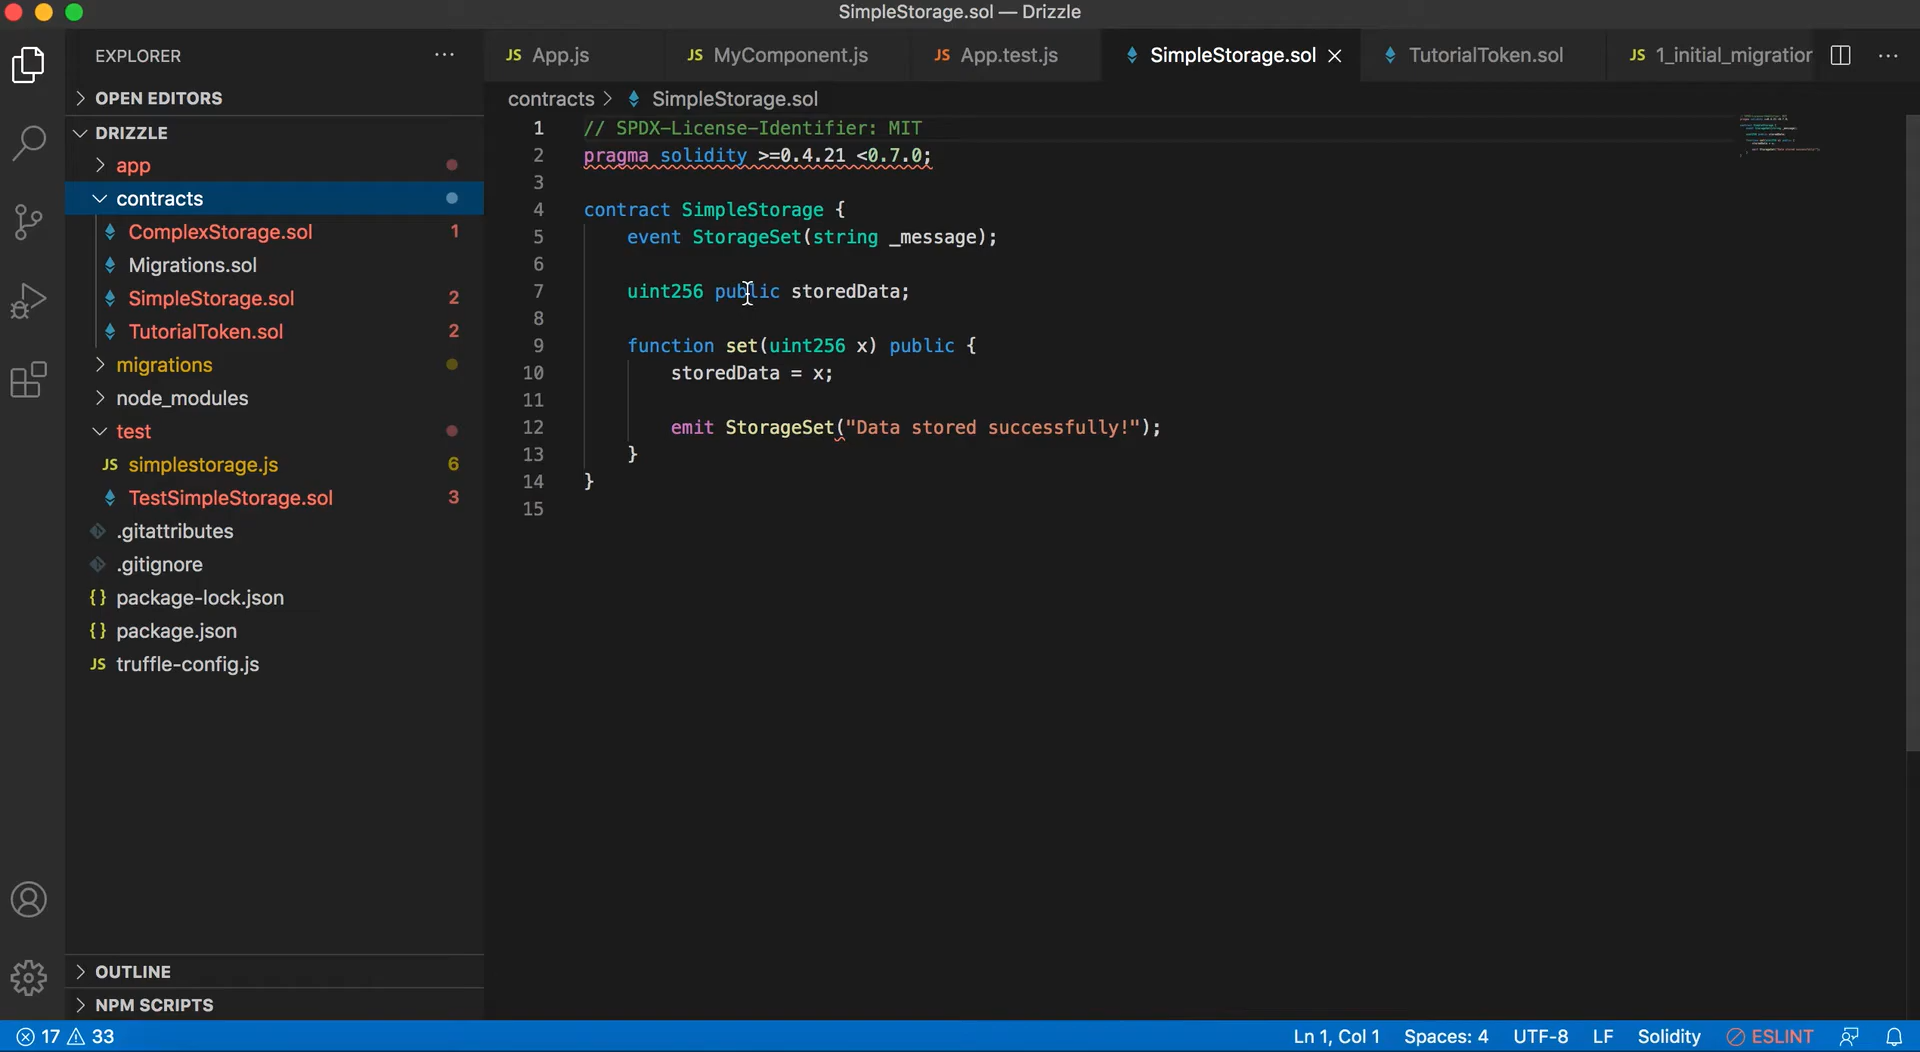 SimpleStorage.sol — Drizzle
EXPLORER
OPEN EDITORS
DRIZZLE
app
contracts
ComplexStorage.sol 1
Migrations.sol
SimpleStorage.sol 2
TutorialToken.sol 2
migrations
node_modules
test
JS simplestorage.js 6
TestSimpleStorage.sol 3
.gitattributes
.gitignore
{} package-lock.json
{} package.json
JS truffle-config.js
OUTLINE
NPM SCRIPTS
JS App.js
JS MyComponent.js
JS App.test.js
SimpleStorage.sol
TutorialToken.sol
JS 1_initial_migration
contracts > SimpleStorage.sol
1 // SPDX-License-Identifier: MIT
2 pragma solidity >=0.4.21 <0.7.0;
3
4 contract SimpleStorage {
5 event StorageSet(string _message);
6
7 uint256 public storedData;
8
9 function set(uint256 x) public {
10 storedData = x;
11
12 emit StorageSet("Data stored successfully!");
13 }
14 }
15
17 33
Ln 1, Col 1 Spaces: 4 UTF-8 LF Solidity ESLINT